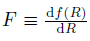 F ≡ df(R)/dR